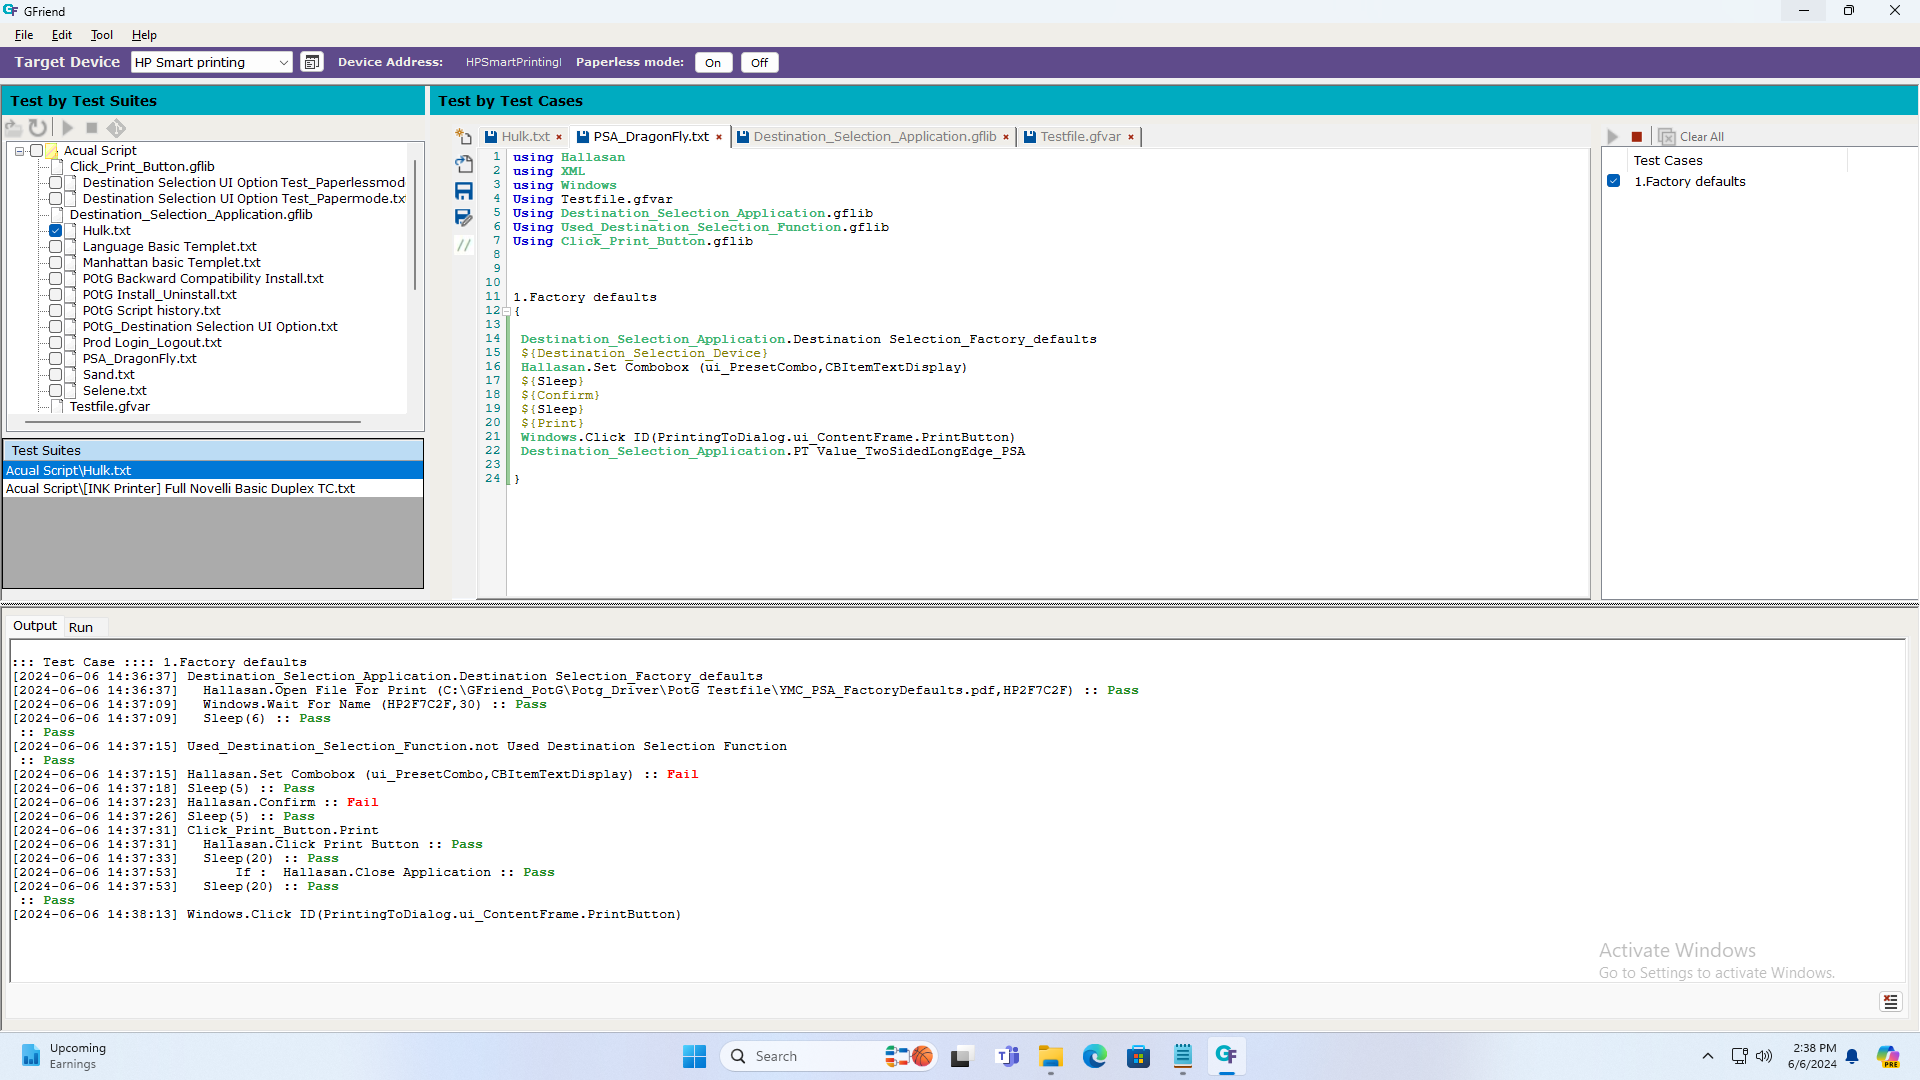 GFriend
File Edit Tool Help
Target Device HP Smart printing Device Address: HPSmartPrintingI Paperless mode: On Off
Test by Test Suites
Test by Test Cases
Acual Script
Click_Print_Button.gflib
Destination Selection UI Option Test_Paperlessmod
Destination Selection UI Option Test_Papermode.tx
Destination_Selection_Application.gflib
Hulk.txt
Language Basic Templet.txt
Manhattan basic Templet.txt
POtG Backward Compatibility Install.txt
POtG Install_Uninstall.txt
POtG Script history.txt
POtG_Destination Selection UI Option.txt
Prod Login_Logout.txt
PSA_DragonFly.txt
Sand.txt
Selene.txt
Testfile.gfvar
Test Suites
Acual Script\Hulk.txt
Acual Script\[INK Printer] Full Novelli Basic Duplex TC.txt
Hulk.txt PSA_DragonFly.txt Destination_Selection_Application.gflib Testfile.gfvar
//
1 using Hallasan
2 using XML
3 using Windows
4 Using Testfile.gfvar
5 Using Destination_Selection_Application.gflib
6 Using Used_Destination_Selection_Function.gflib
7 Using Click_Print_Button.gflib
8
9
10
11 1.Factory defaults
12 {
13
14 Destination_Selection_Application.Destination Selection_Factory_defaults
15 ${Destination_Selection_Device}
16 Hallasan.Set Combobox (ui_PresetCombo,CBItemTextDisplay)
17 ${Sleep}
18 ${Confirm}
19 ${Sleep}
20 ${Print}
21 Windows.Click ID(PrintingToDialog.ui_ContentFrame.PrintButton)
22 Destination_Selection_Application.PT Value_TwoSidedLongEdge_PSA
23
24 }
Clear All
Test Cases
1.Factory defaults
Output Run
::: Test Case :::: 1.Factory defaults
[2024-06-06 14:36:37] Destination_Selection_Application.Destination Selection_Factory_defaults
[2024-06-06 14:36:37] Hallasan.Open File For Print (C:\GFriend_PotG\Potg_Driver\PotG Testfile\YMC_PSA_FactoryDefaults.pdf,HP2F7C2F) :: Pass
[2024-06-06 14:37:09] Windows.Wait For Name (HP2F7C2F,30) :: Pass
[2024-06-06 14:37:09] Sleep(6) :: Pass
:: Pass
[2024-06-06 14:37:15] Used_Destination_Selection_Function.not Used Destination Selection Function
:: Pass
[2024-06-06 14:37:15] Hallasan.Set Combobox (ui_PresetCombo,CBItemTextDisplay) :: Fail
[2024-06-06 14:37:18] Sleep(5) :: Pass
[2024-06-06 14:37:23] Hallasan.Confirm :: Fail
[2024-06-06 14:37:26] Sleep(5) :: Pass
[2024-06-06 14:37:31] Click_Print_Button.Print
[2024-06-06 14:37:31] Hallasan.Click Print Button :: Pass
[2024-06-06 14:37:33] Sleep(20) :: Pass
[2024-06-06 14:37:53] If : Hallasan.Close Application :: Pass
[2024-06-06 14:37:53] Sleep(20) :: Pass
:: Pass
[2024-06-06 14:38:13] Windows.Click ID(PrintingToDialog.ui_ContentFrame.PrintButton)
Activate Windows
Go to Settings to activate Windows.
Upcoming
Earnings
Search
2:38 PM
6/6/2024
PRE